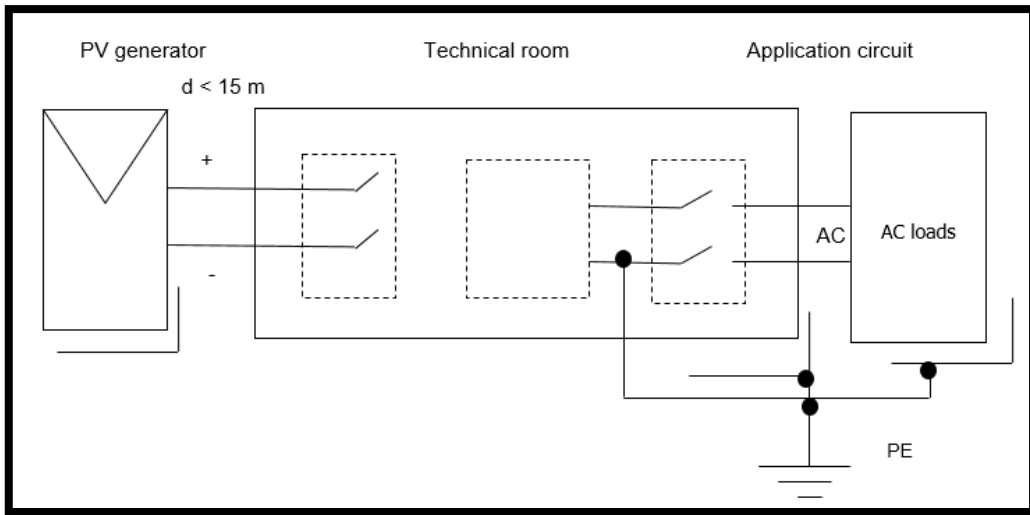 PV generator
Technical room
Application circuit
d < 15 m
+
-
AC
AC loads
PE